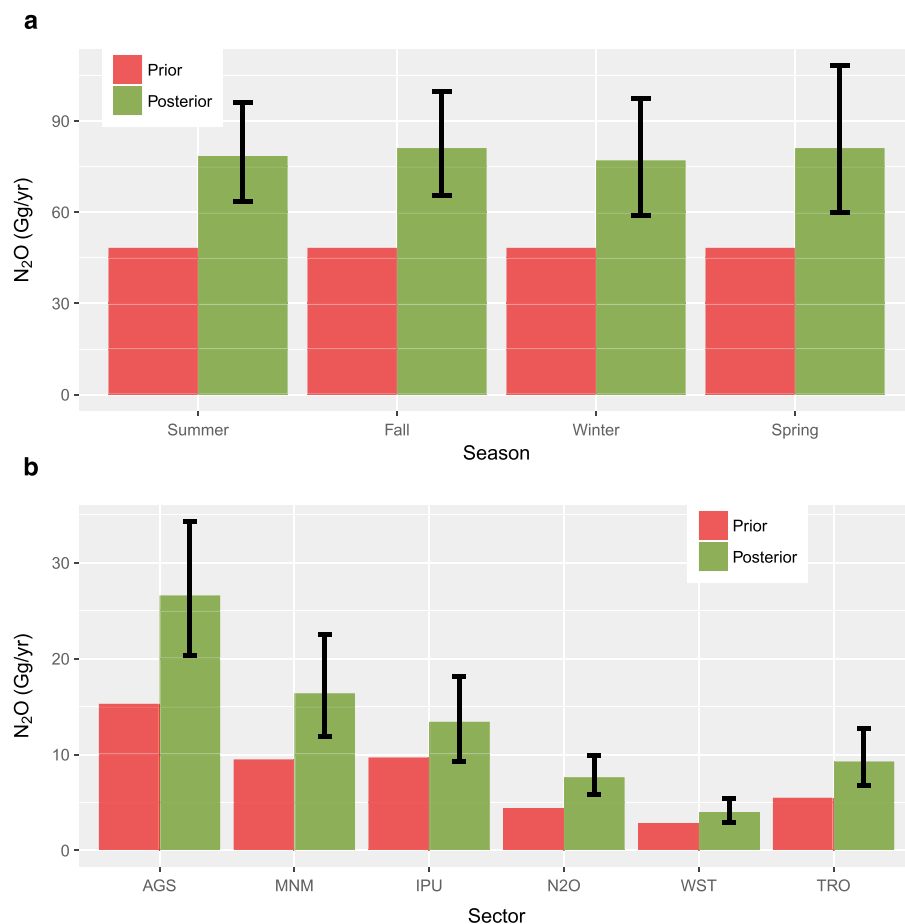 a
Prior
Posterior
90
60
30
0
N₂O (Gg/yr)
Summer Fall Winter Spring
Season
b
Prior
Posterior
30
20
10
0
N₂O (Gg/yr)
AGS MNM IPU N2O WST TRO
Sector